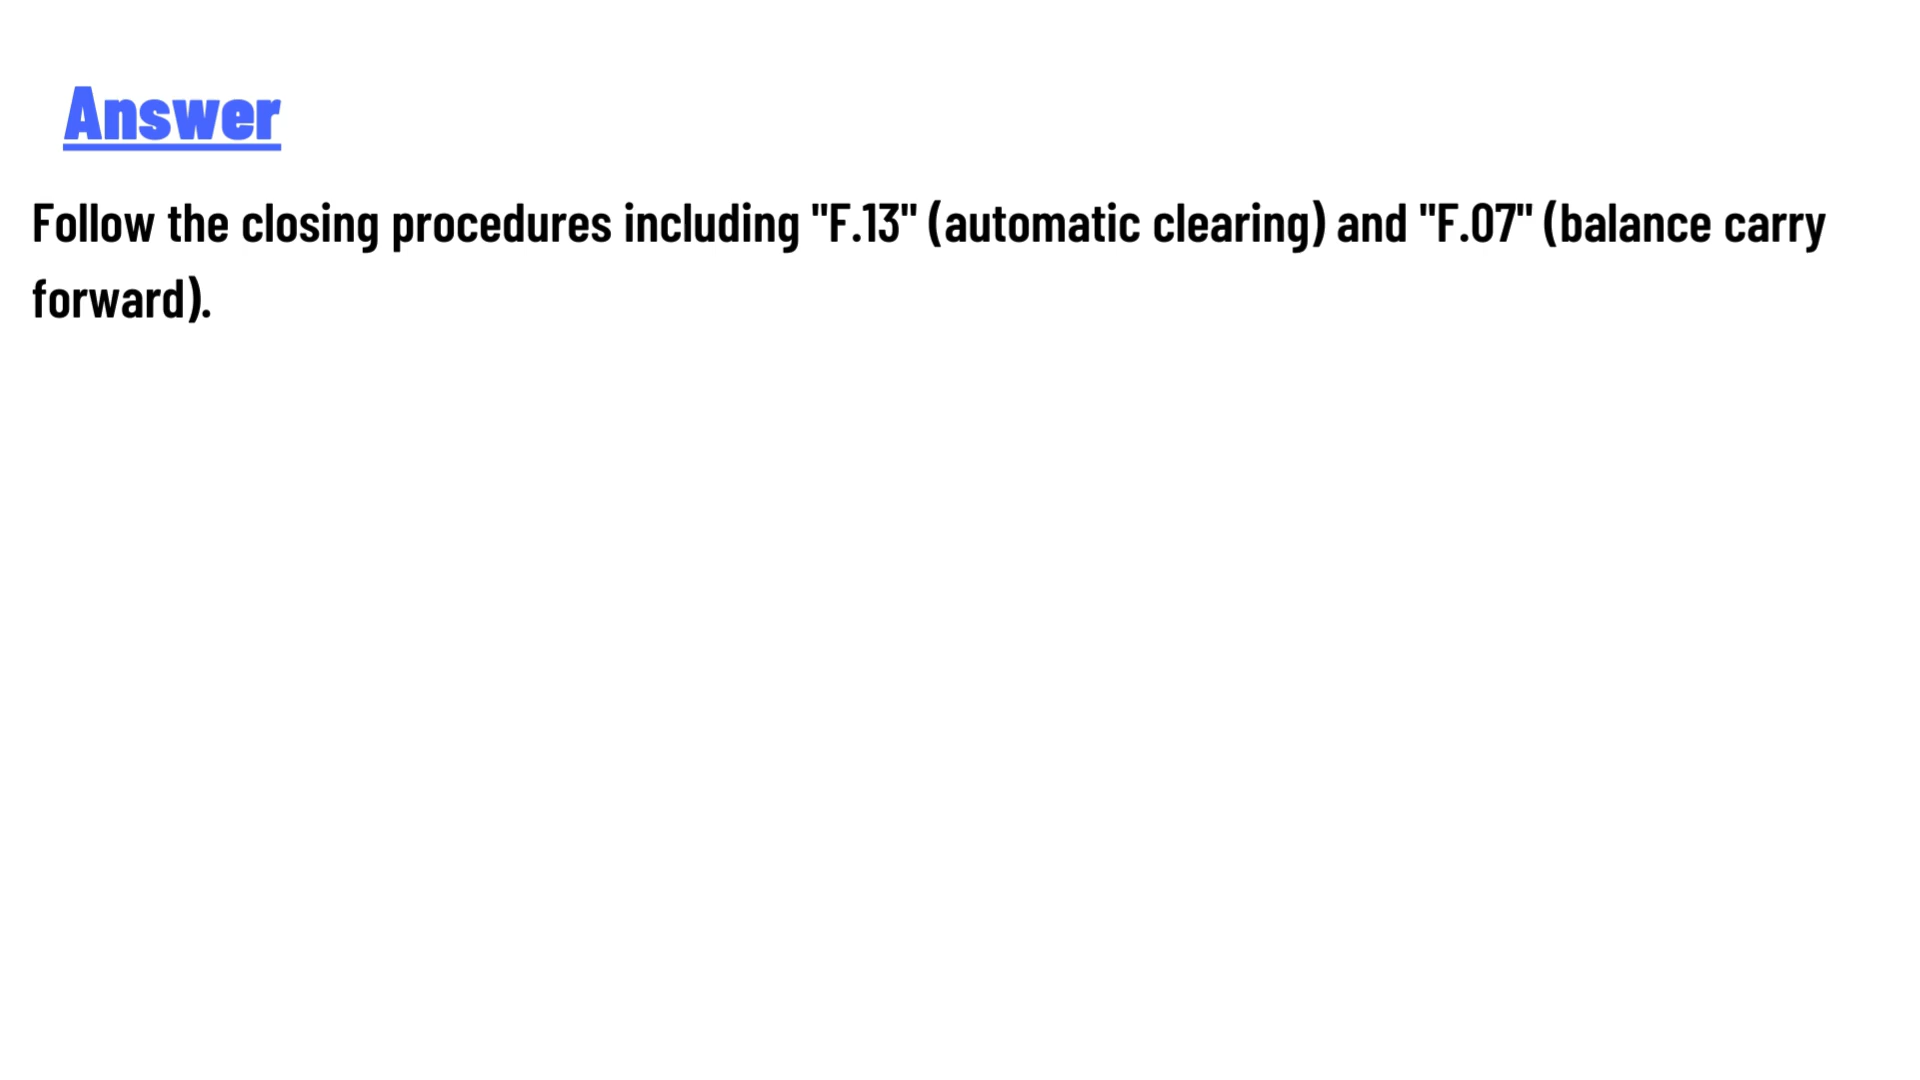 Answer
Follow the closing procedures including "F.13" (automatic clearing) and "F.07" (balance carry
forward).